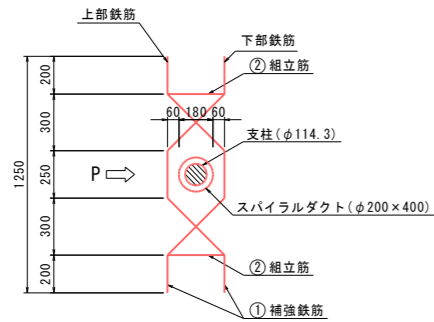 上部鉄筋
下部鉄筋
② 組立筋
200
60 180 60
支柱(φ114.3)
300
1250
250
P
スパイラルダクト(φ200×400)
300
② 組立筋
200
① 補強鉄筋